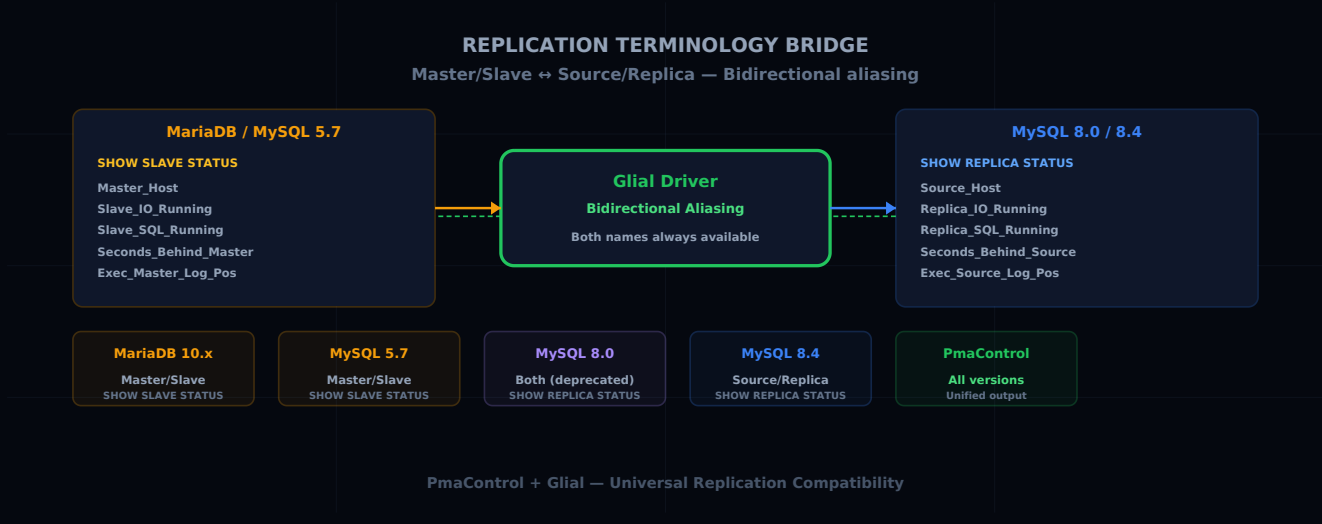 REPLICATION TERMINOLOGY BRIDGE
Master/Slave ↔ Source/Replica — Bidirectional aliasing
MariaDB / MySQL 5.7
SHOW SLAVE STATUS
Master_Host
Slave_IO_Running
Slave_SQL_Running
Seconds_Behind_Master
Exec_Master_Log_Pos
Glial Driver
Bidirectional Aliasing
Both names always available
MySQL 8.0 / 8.4
SHOW REPLICA STATUS
Source_Host
Replica_IO_Running
Replica_SQL_Running
Seconds_Behind_Source
Exec_Source_Log_Pos
MariaDB 10.x
Master/Slave
SHOW SLAVE STATUS
MySQL 5.7
Master/Slave
SHOW SLAVE STATUS
MySQL 8.0
Both (deprecated)
SHOW REPLICA STATUS
MySQL 8.4
Source/Replica
SHOW REPLICA STATUS
PmaControl
All versions
Unified output
PmaControl + Glial — Universal Replication Compatibility